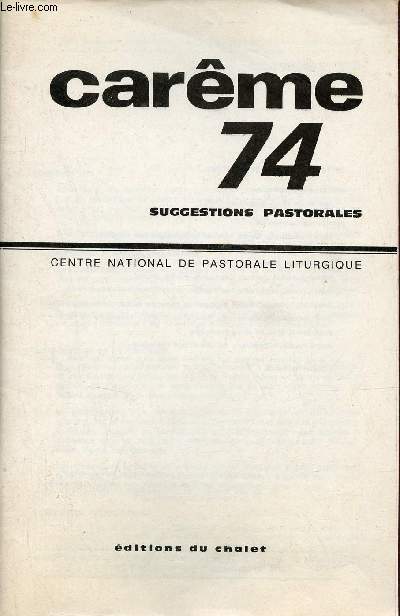 Le-livre.com
carême
74
SUGGESTIONS PASTORALES
CENTRE NATIONAL DE PASTORALE LITURGIQUE
éditions du chalet